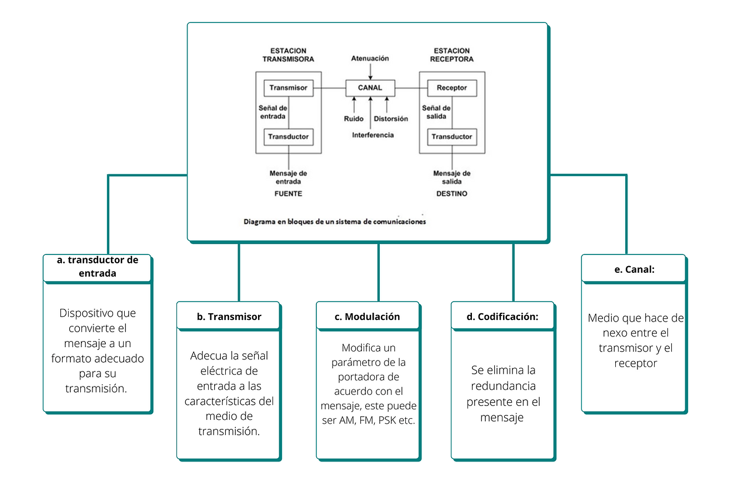 ESTACION
TRANSMISORA
ESTACION
RECEPTORA
Atenuación
Transmisor
CANAL
Receptor
Señal de
entrada
Ruido
Distorsión
Señal de
salida
Interferencia
Transductor
Transductor
Mensaje de
entrada
Mensaje de
salida
FUENTE
DESTINO
Diagrama en bloques de un sistema de comunicaciones
a. transductor de
entrada
Dispositivo que
convierte el
mensaje a un
formato adecuado
para su
transmisión.
b. Transmisor
Adecua la señal
eléctrica de
entrada a las
características del
medio de
transmisión.
c. Modulación
Modifica un
parámetro de la
portadora de
acuerdo con el
mensaje, este puede
ser AM, FM, PSK etc.
d. Codificación:
Se elimina la
redundancia
presente en el
mensaje
e. Canal:
Medio que hace de
nexo entre el
transmisor y el
receptor